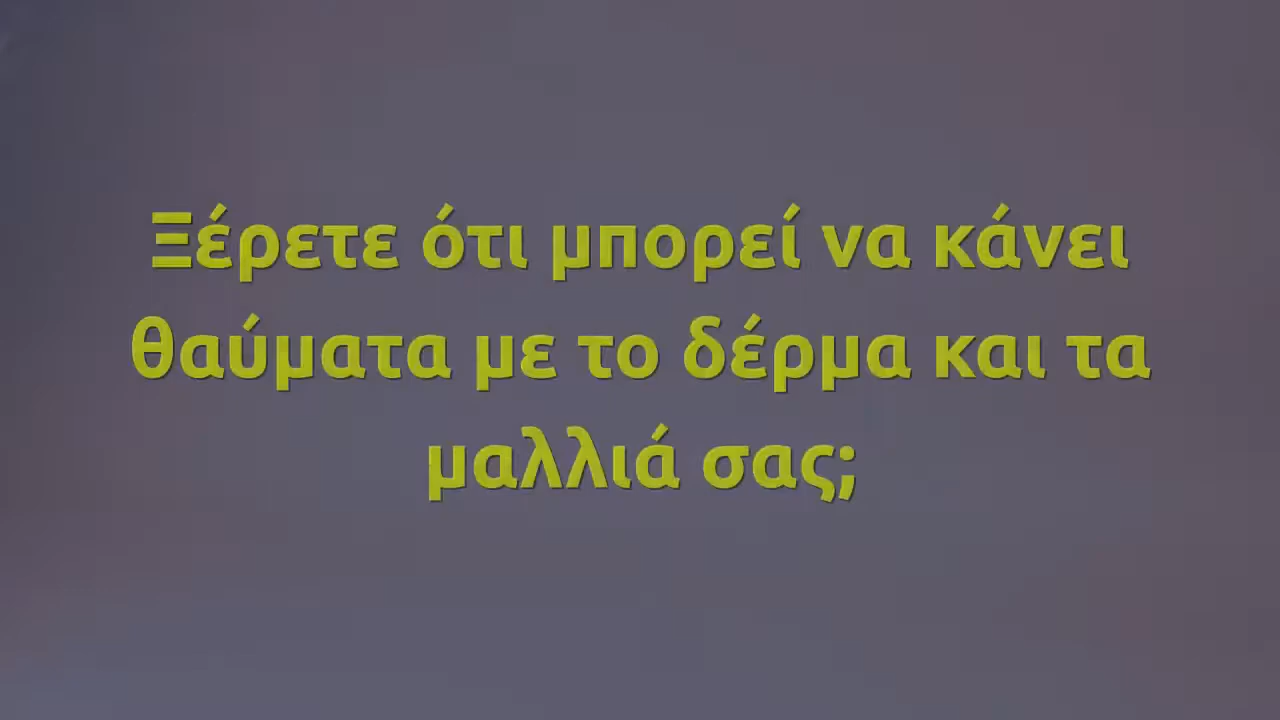 Ξέρετε ότι μπορεί να κάνει
θαύματα με το δέρμα και τα
μαλλιά σας;